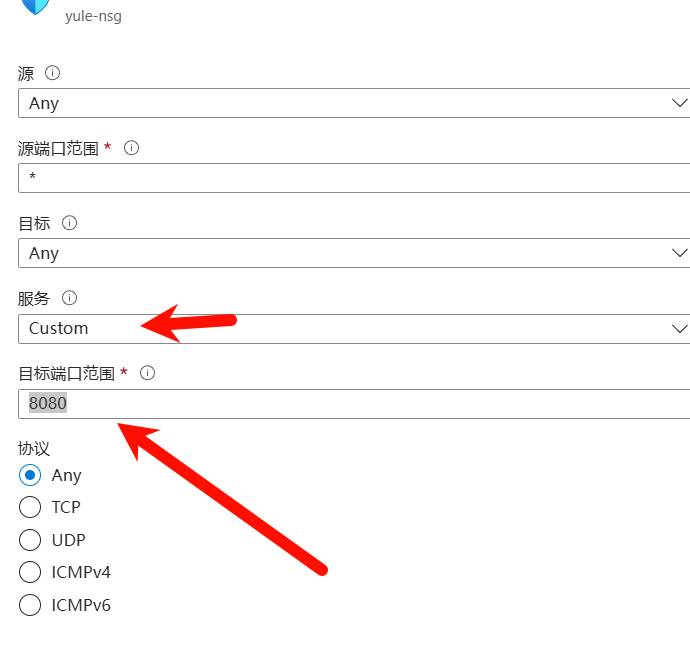 yule-nsg
源
Any
源端口范围 *
*
目标
Any
服务
Custom
目标端口范围 *
8080
协议
Any
TCP
UDP
ICMPv4
ICMPv6